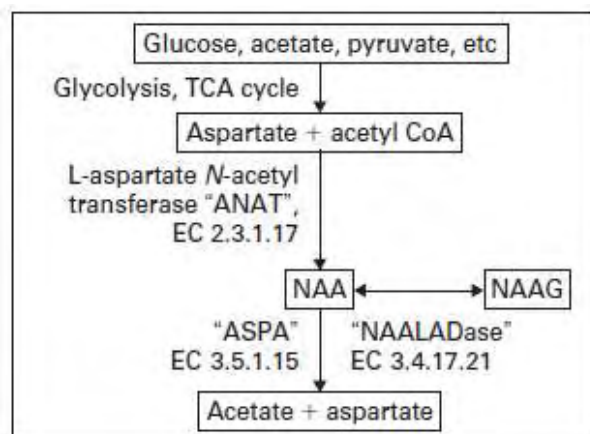 Glucose, acetate, pyruvate, etc
Glycolysis, TCA cycle
Aspartate + acetyl CoA
L-aspartate N-acetyl
transferase "ANAT",
EC 2.3.1.17
NAA
NAAG
"ASPA"
EC 3.5.1.15
"NAALADase"
EC 3.4.17.21
Acetate + aspartate